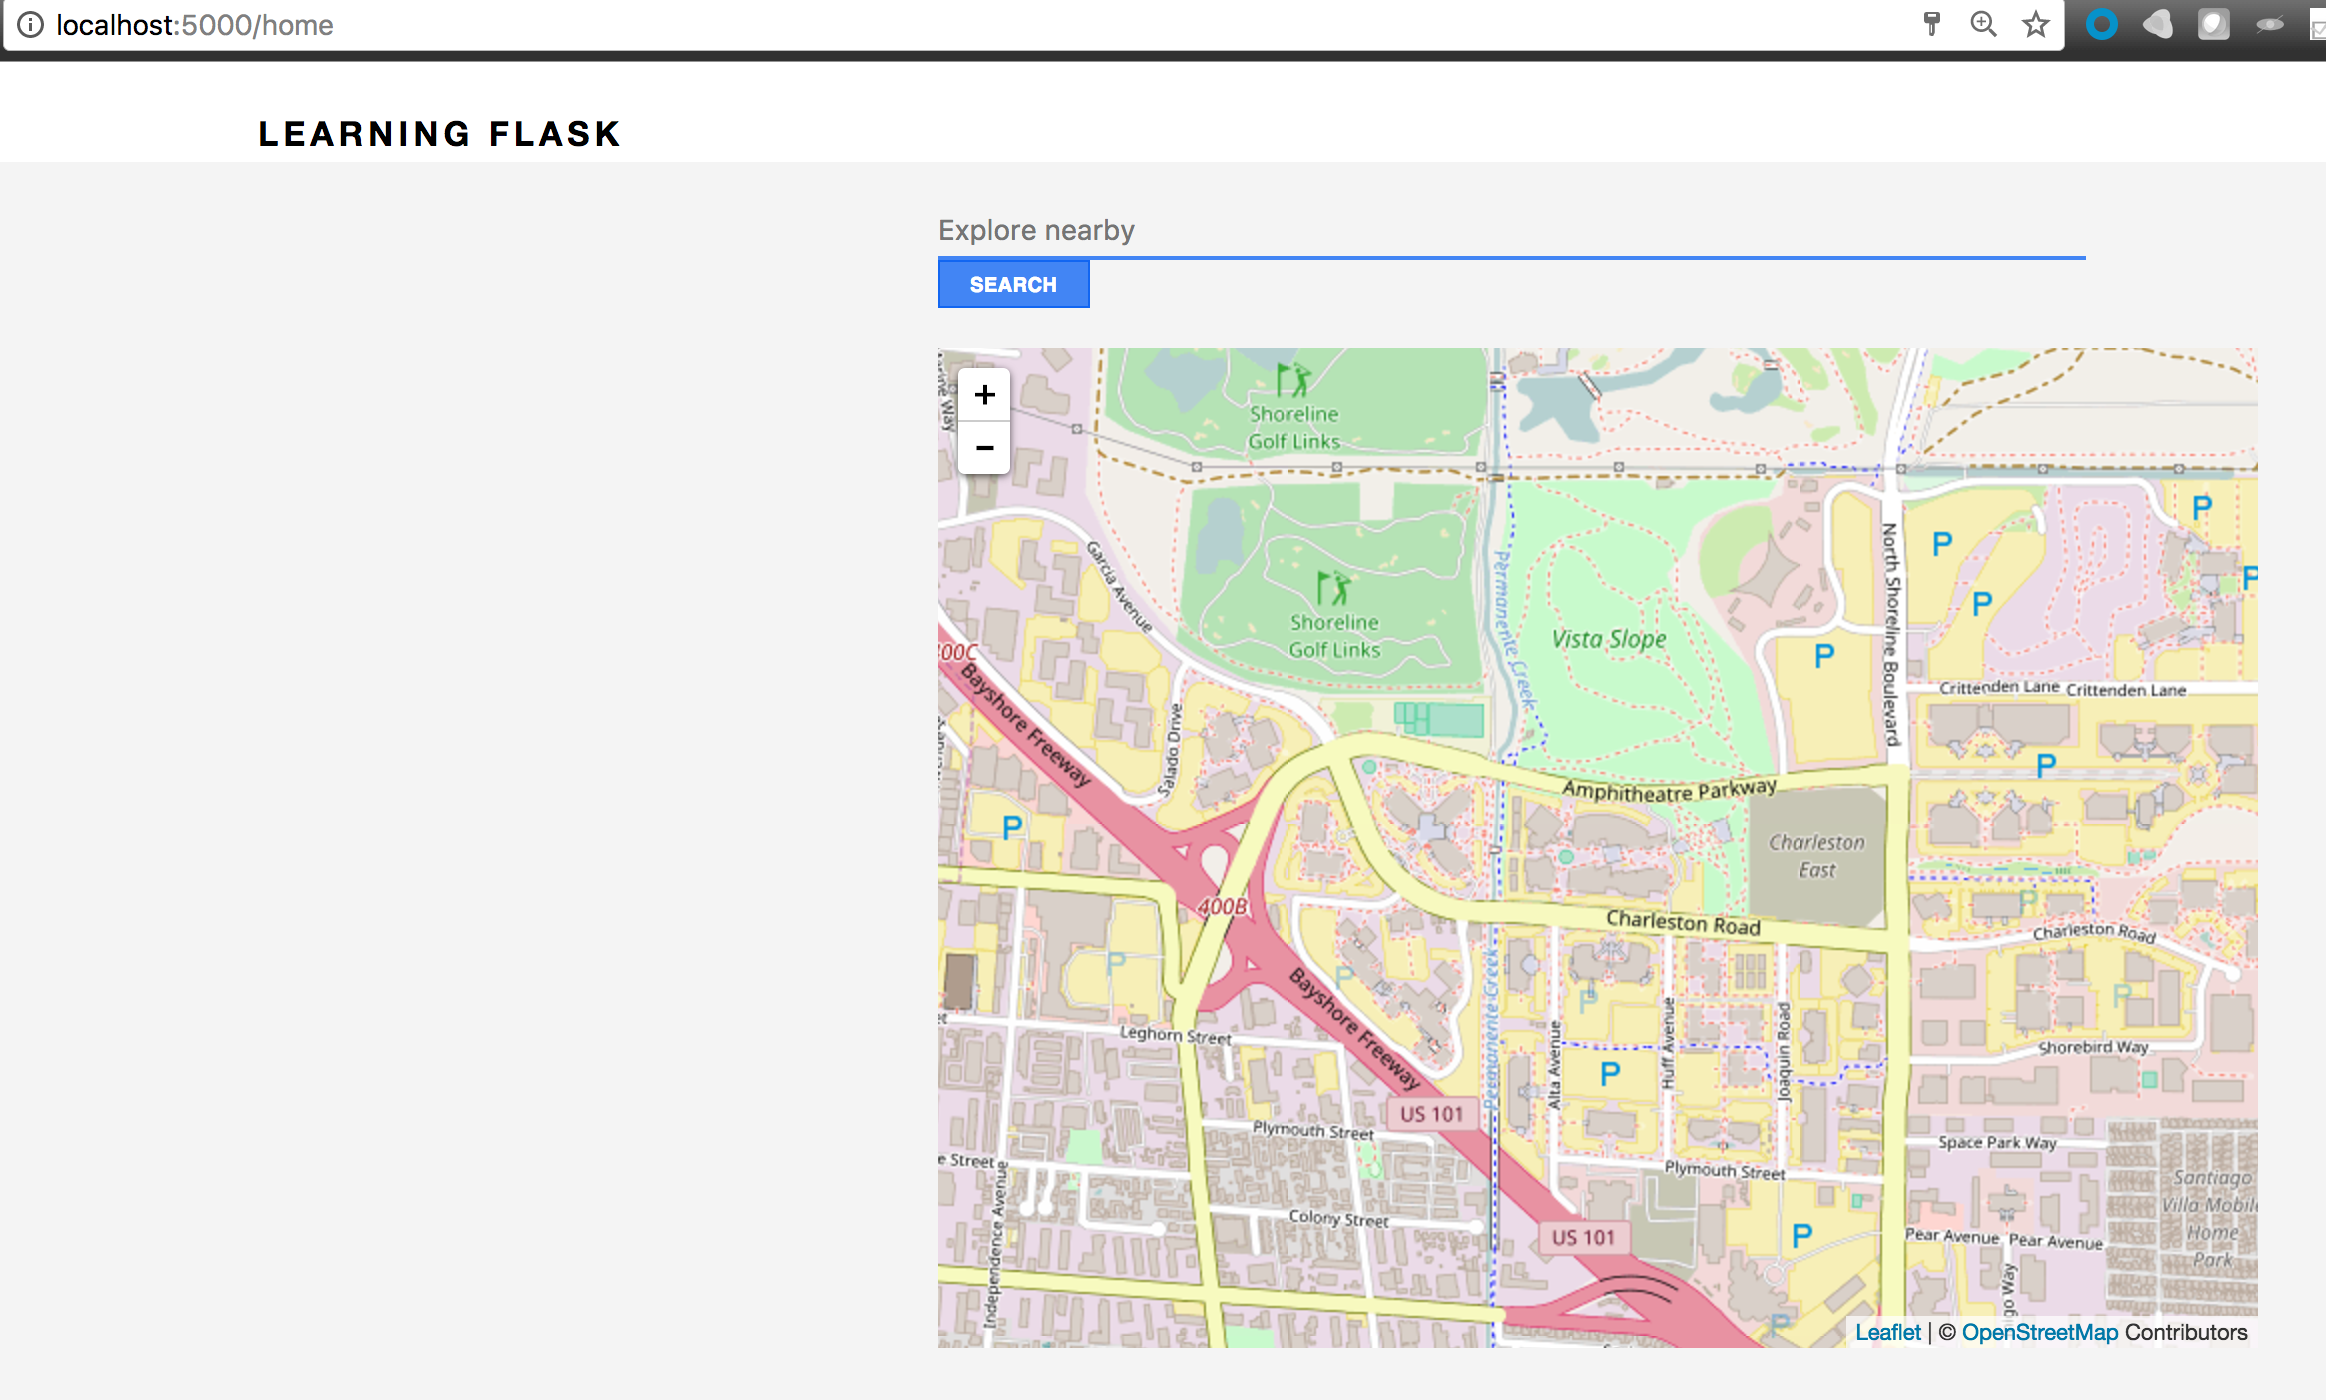 localhost:5000/home
LEARNING FLASK
Explore nearby
SEARCH
+
−
Shoreline
Golf Links
Shoreline
Golf Links
Garcia Avenue
Permanente Creek
Vista Slope
North Shoreline Boulevard
P
P
P
P
P
Crittenden Lane
Crittenden Lane
Bayshore Freeway
Salado Drive
P
Amphitheatre Parkway
P
Charleston
East
400B
Charleston Road
P
Charleston Road
P
P
P
P
Bayshore Freeway
Permanente Creek
Leghorn Street
Alta Avenue
Huff Avenue
Joaquin Road
P
Shorebird Way
US 101
Plymouth Street
Space Park Way
Plymouth Street
Independence Avenue
Santiago
Villa Mobile
Home
Park
Colony Street
US 101
P
Pear Avenue
Pear Avenue
P
Leaflet | © OpenStreetMap Contributors